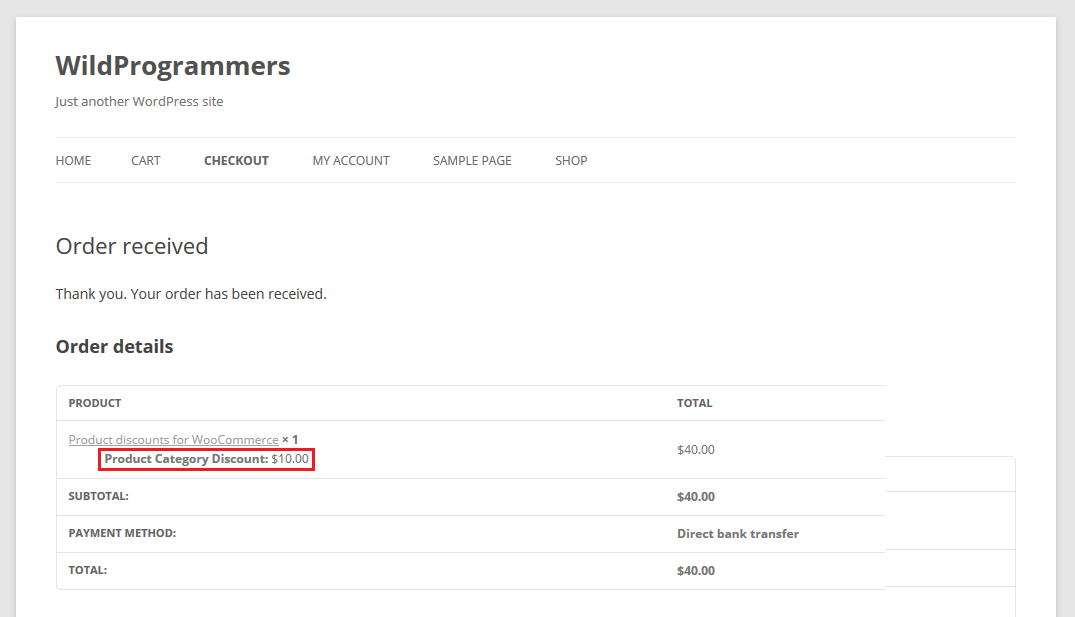 WildProgrammers
Just another WordPress site
HOME CART CHECKOUT MY ACCOUNT SAMPLE PAGE SHOP
Order received
Thank you. Your order has been received.
Order details
PRODUCT TOTAL
Product discounts for WooCommerce × 1 $40.00
Product Category Discount: $10.00
SUBTOTAL: $40.00
PAYMENT METHOD: Direct bank transfer
TOTAL: $40.00